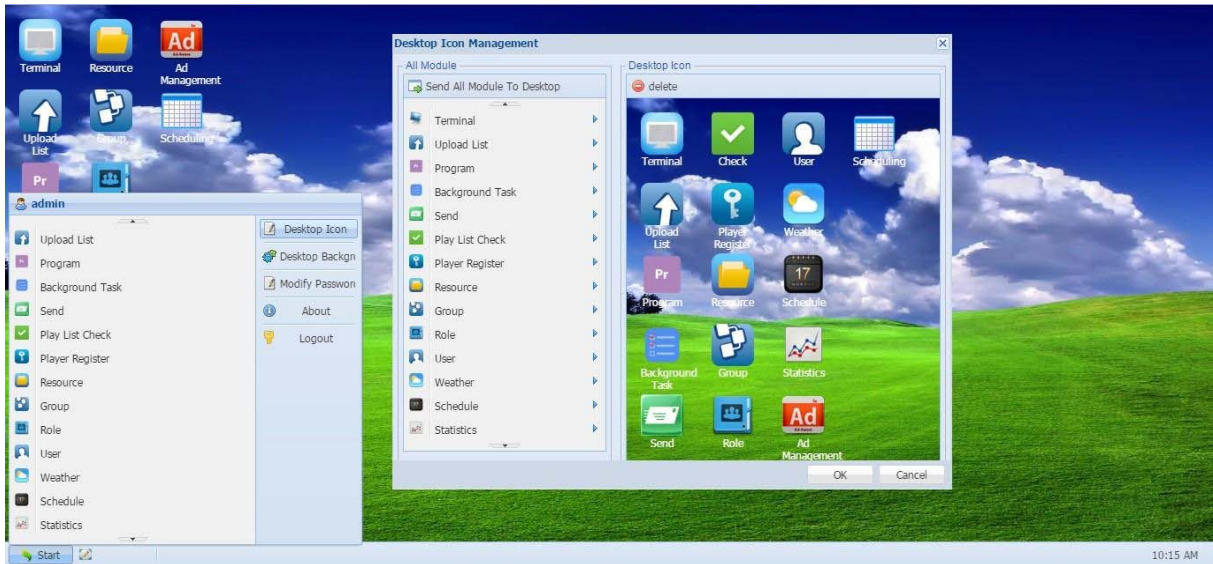 Terminal
Resource
Ad
Ad
Management
Upload
List
Group
Scheduling
Pr
admin
Upload List
Program
Background Task
Send
Play List Check
Player Register
Resource
Group
Role
User
Weather
Schedule
Statistics
Desktop Icon
Desktop Backgn
Modify Passwon
About
Logout
Start
Desktop Icon Management
All Module
Send All Module To Desktop
Terminal
Upload List
Program
Background Task
Send
Play List Check
Player Register
Resource
Group
Role
User
Weather
Schedule
Statistics
Desktop Icon
delete
Terminal
Check
User
Scheduling
Upload
List
Player
Register
Weather
Pr
Program
Resource
17
Schedule
Background
Task
Group
Statistics
Send
Role
Ad
Ad
Management
OK
Cancel
10:15 AM